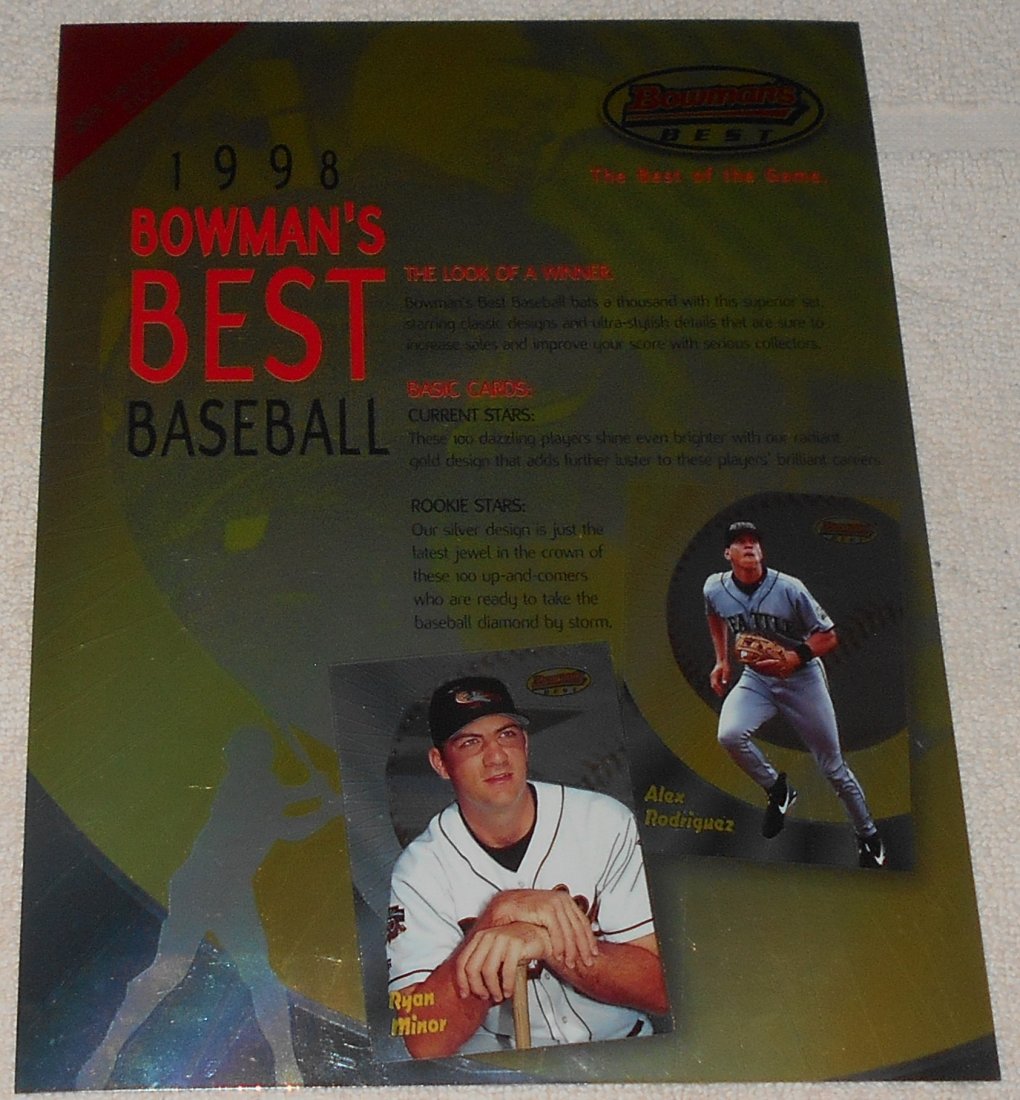 1998
BOWMAN'S
BEST
BASEBALL
Bowman's
BEST
The Best of the Game.
THE LOOK OF A WINNER:
Bowman's Best Baseball bats a thousand with this superior set,
starring classic designs and ultra-stylish details that are sure to
increase sales and improve your score with serious collectors.
BASIC CARDS:
CURRENT STARS:
These 100 dazzling players shine even brighter with our radiant
gold design that adds further luster to these players' brilliant careers.
ROOKIE STARS:
Our silver design is just the
latest jewel in the crown of
these 100 up-and-comers
who are ready to take the
baseball diamond by storm.
Bowman's
BEST
Alex
Rodriguez
Bowman's
BEST
Ryan
Minor